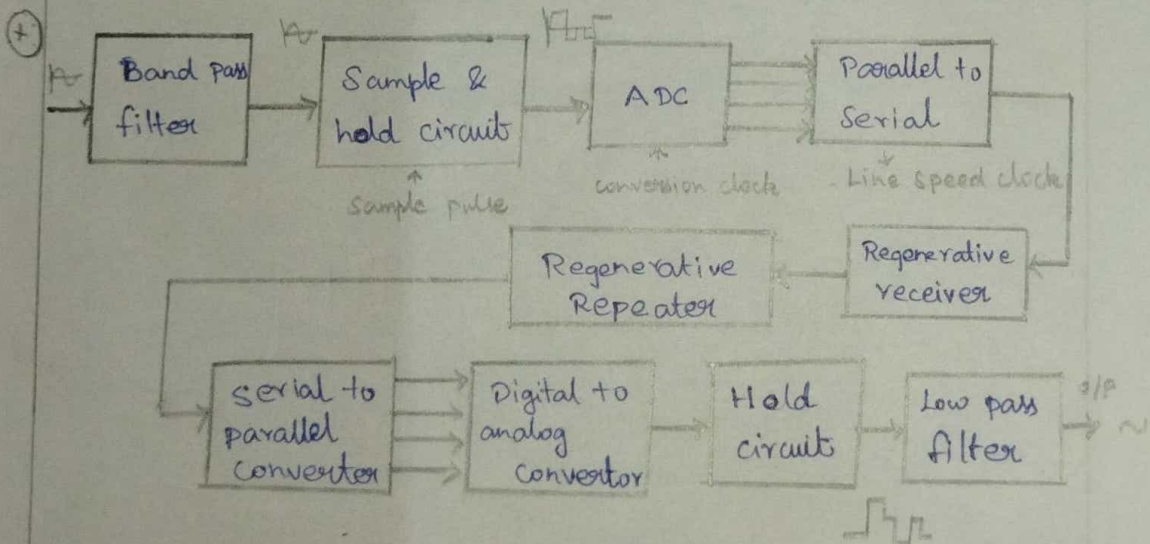 Band pass
filter
Sample &
hold circuit
ADC
Parallel to
Serial
sample pulse
conversion clock
Line speed clock
Regenerative
Repeater
Regenerative
receiver
Serial to
parallel
converter
Digital to
analog
convertor
Hold
circuit
Low pass
filter
o/p